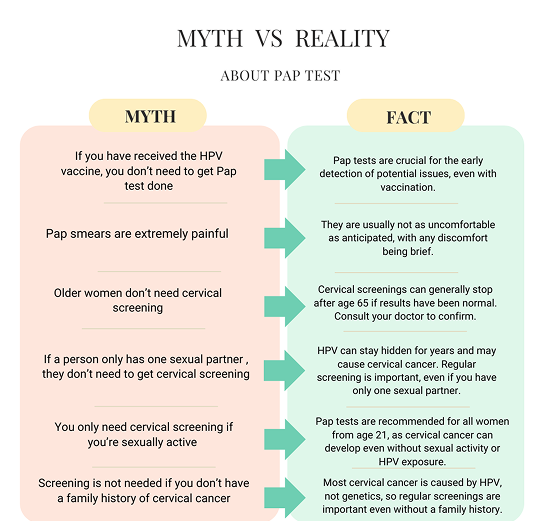 MYTH VS REALITY
ABOUT PAP TEST
MYTH
FACT
If you have received the HPV
vaccine, you don’t need to get Pap
test done
Pap tests are crucial for the early
detection of potential issues, even with
vaccination.
Pap smears are extremely painful
They are usually not as uncomfortable
as anticipated, with any discomfort
being brief.
Older women don’t need cervical
screening
Cervical screenings can generally stop
after age 65 if results have been normal.
Consult your doctor to confirm.
If a person only has one sexual partner ,
they don’t need to get cervical screening
HPV can stay hidden for years and may
cause cervical cancer. Regular
screening is important, even if you have
only one sexual partner.
You only need cervical screening if
you’re sexually active
Pap tests are recommended for all women
from age 21, as cervical cancer can
develop even without sexual activity or
HPV exposure.
Screening is not needed if you don’t have
a family history of cervical cancer
Most cervical cancer is caused by HPV,
not genetics, so regular screenings are
important even without a family history.